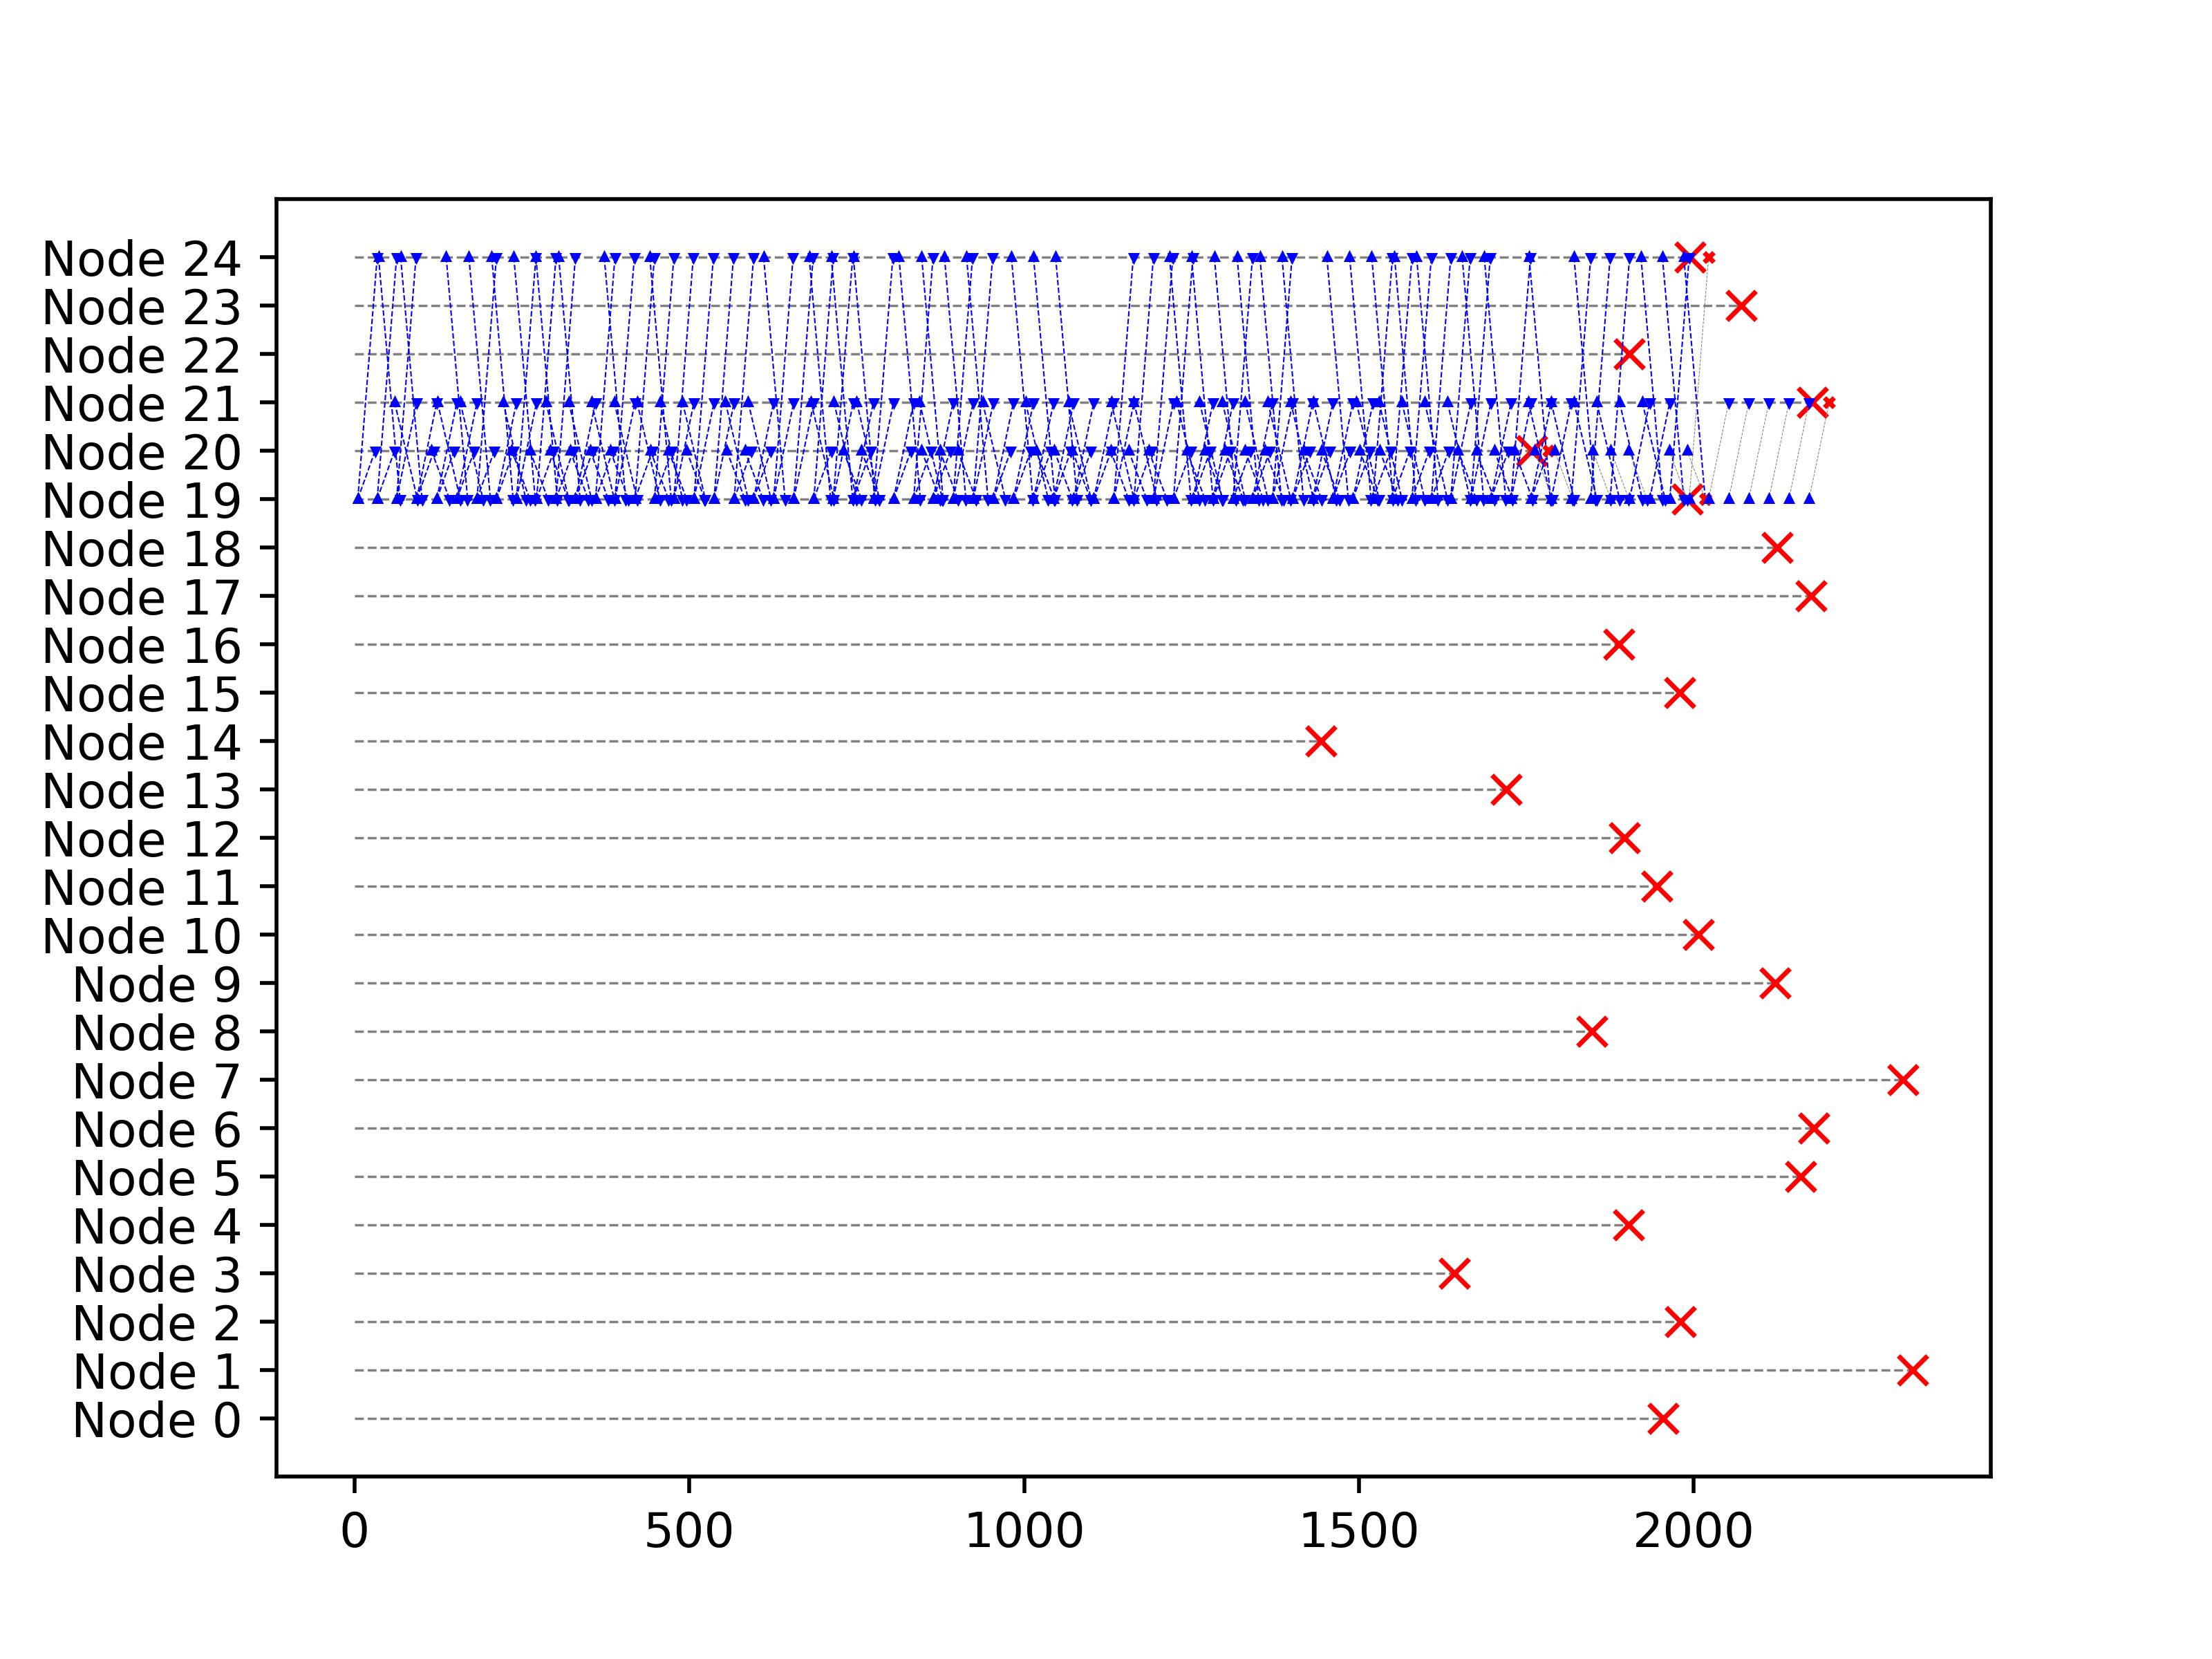 Node 24
Node 23
Node 22
Node 21
Node 20
Node 19
Node 18
Node 17
Node 16
Node 15
Node 14
Node 13
Node 12
Node 11
Node 10
Node 9
Node 8
Node 7
Node 6
Node 5
Node 4
Node 3
Node 2
Node 1
Node 0
0 500 1000 1500 2000